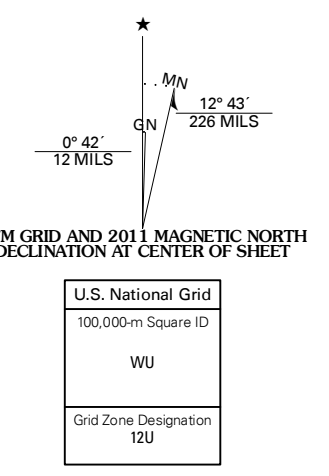 ★
MN
GN
12° 43´
226 MILS
0° 42´
12 MILS
M GRID AND 2011 MAGNETIC NORTH
DECLINATION AT CENTER OF SHEET
U.S. National Grid
100,000-m Square ID
WU
Grid Zone Designation
12U